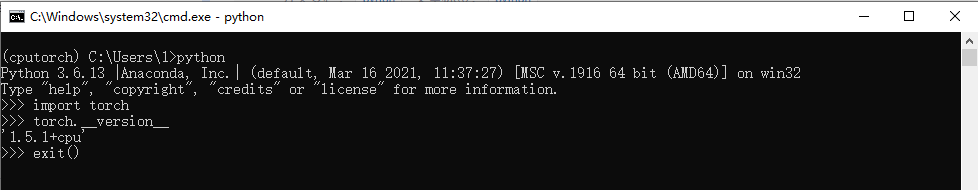 C:\Windows\system32\cmd.exe - python
(cputorch) C:\Users\1>python
Python 3.6.13 |Anaconda, Inc.| (default, Mar 16 2021, 11:37:27) [MSC v.1916 64 bit (AMD64)] on win32
Type "help", "copyright", "credits" or "license" for more information.
>>> import torch
>>> torch.__version__
'1.5.1+cpu'
>>> exit()